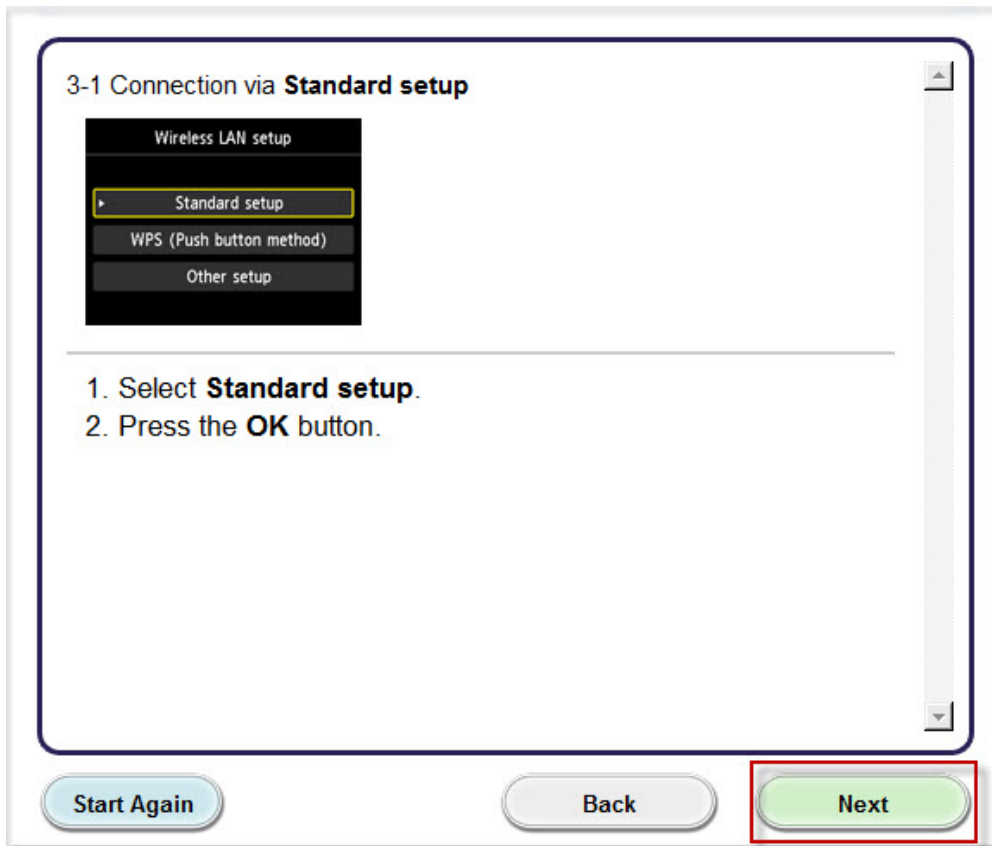 3-1 Connection via Standard setup
Wireless LAN setup
Standard setup
WPS (Push button method)
Other setup
1. Select Standard setup.
2. Press the OK button.
Start Again
Back
Next